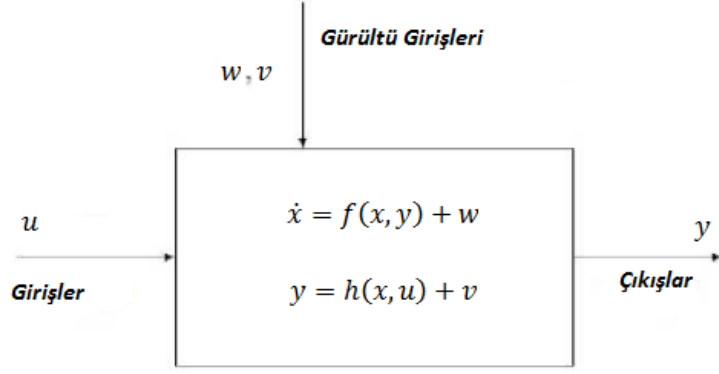 Gürültü Girişleri
w, v
u
Girişler
ẋ = f(x, y) + w
y = h(x, u) + v
y
Çıkışlar